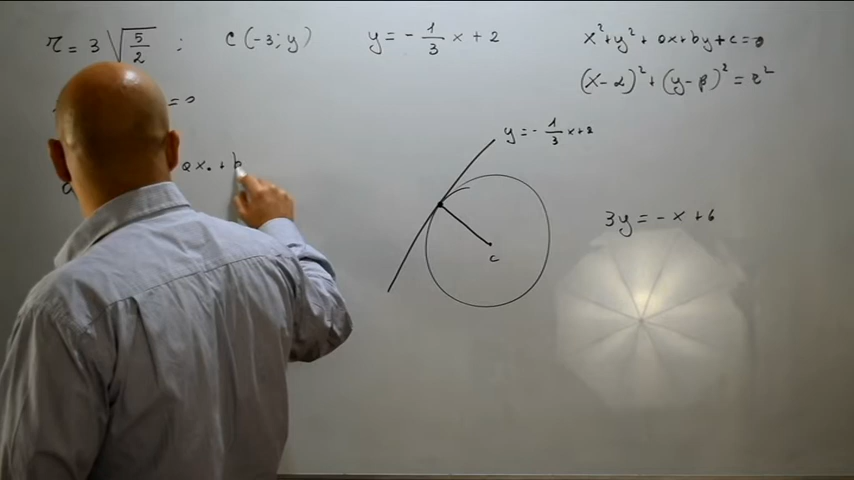 r = 3 √5/2 ; C (-3; y) y = - 1/3 x + 2
x² + y² + ax + by + c = 0
(x - α)² + (y - β)² = r²
= 0
y = - 1/3 x + 2
ax₀ + b
3y = - x + 6
C